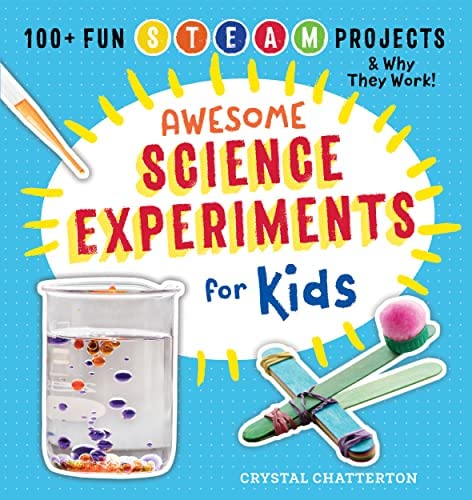 100+ FUN STEAM PROJECTS
& Why
They Work!
AWESOME
SCIENCE
EXPERIMENTS
for Kids
CRYSTAL CHATTERTON